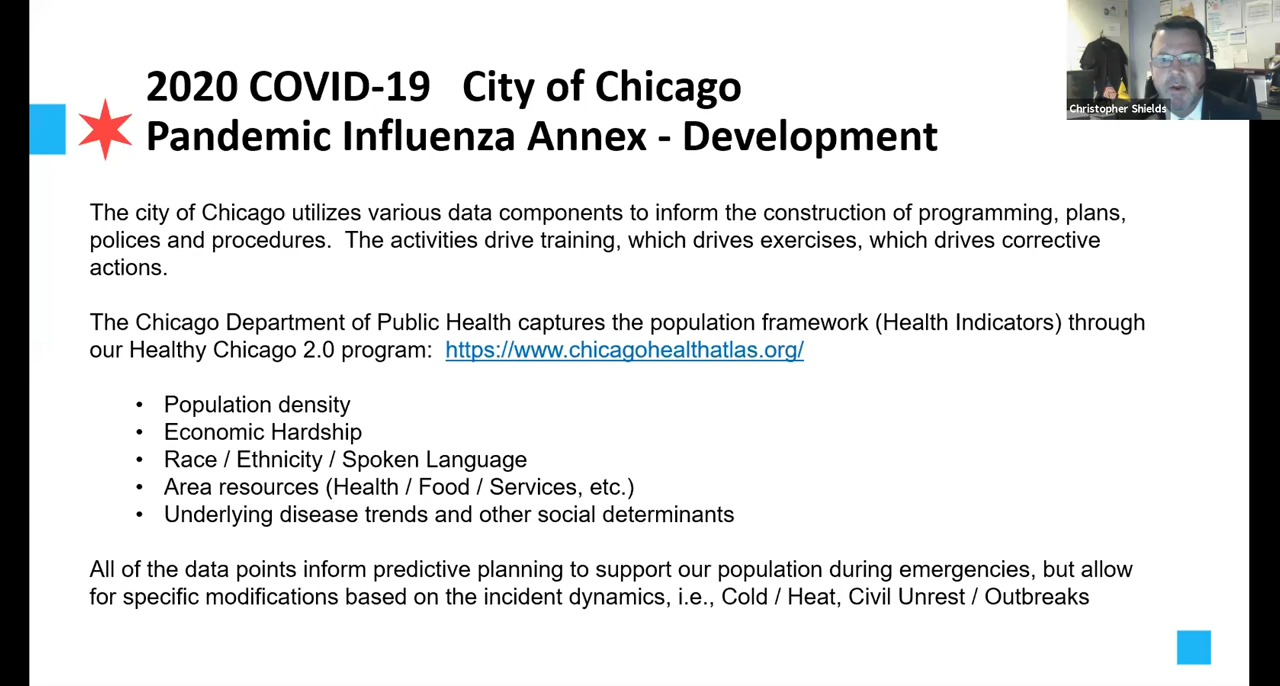 2020 COVID-19 City of Chicago
Pandemic Influenza Annex - Development
Christopher Shields
The city of Chicago utilizes various data components to inform the construction of programming, plans,
polices and procedures. The activities drive training, which drives exercises, which drives corrective
actions.
The Chicago Department of Public Health captures the population framework (Health Indicators) through
our Healthy Chicago 2.0 program: https://www.chicagohealthatlas.org/
• Population density
• Economic Hardship
• Race / Ethnicity / Spoken Language
• Area resources (Health / Food / Services, etc.)
• Underlying disease trends and other social determinants
All of the data points inform predictive planning to support our population during emergencies, but allow
for specific modifications based on the incident dynamics, i.e., Cold / Heat, Civil Unrest / Outbreaks